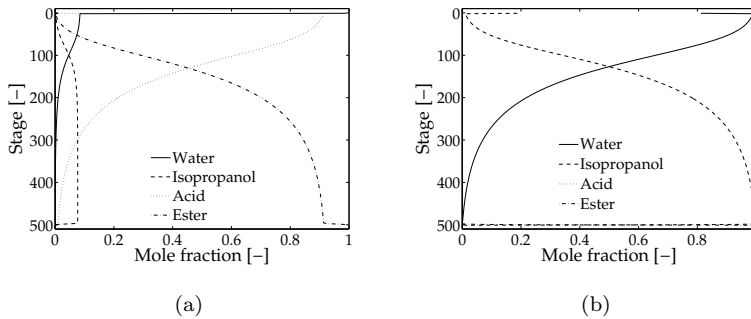 0
100
200
300
400
500
Stage [−]
Water
Isopropanol
Acid
Ester
0
0.2
0.4
0.6
0.8
1
Mole fraction [−]
(a)
0
100
200
300
400
500
Stage [−]
Water
Isopropanol
Acid
Ester
0
0.2
0.4
0.6
0.8
Mole fraction [−]
(b)